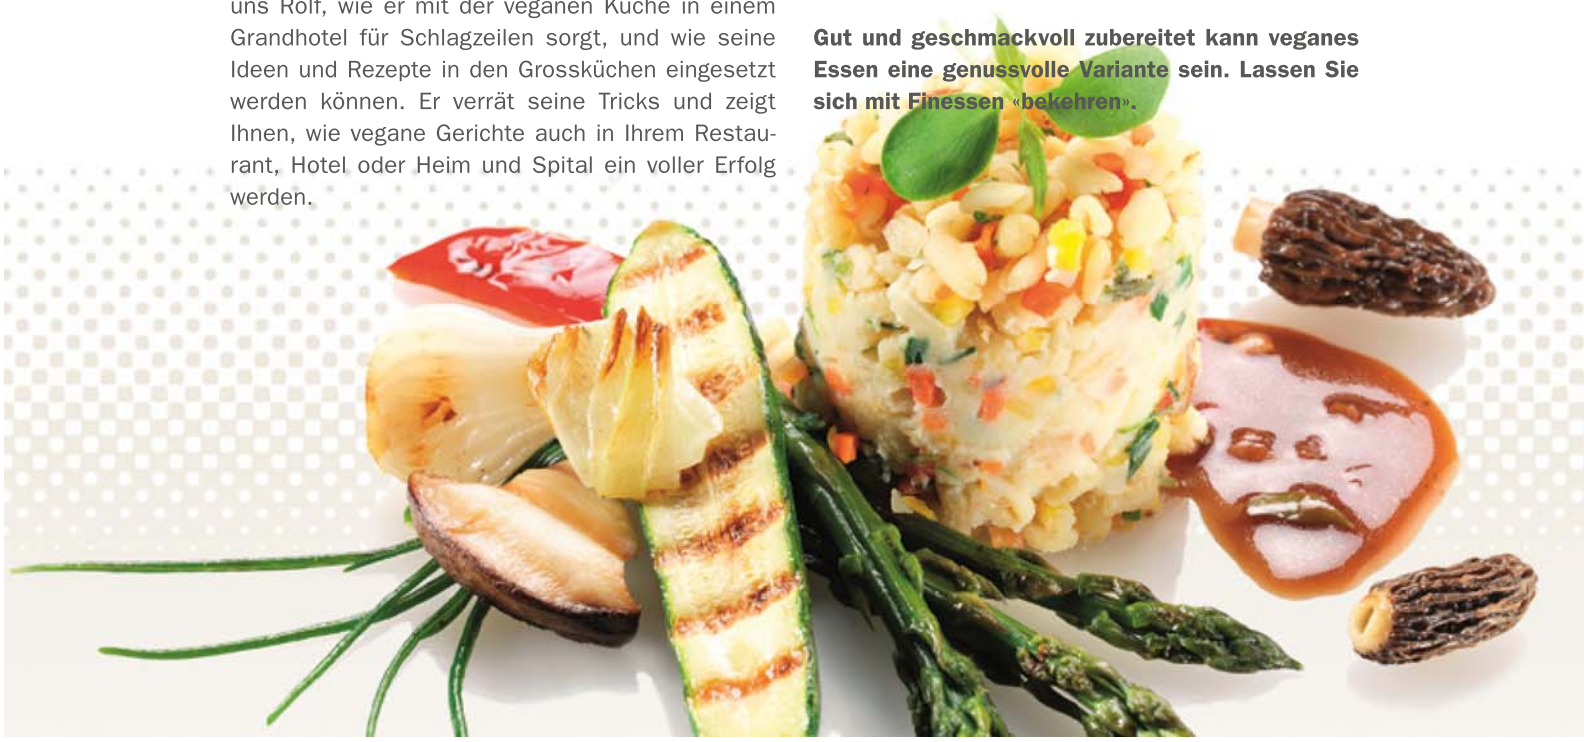 uns Rolf, wie er mit der veganen Küche in einem
Grandhotel für Schlagzeilen sorgt, und wie seine
Ideen und Rezepte in den Grossküchen eingesetzt
werden können. Er verrät seine Tricks und zeigt
Ihnen, wie vegane Gerichte auch in Ihrem Restau-
rant, Hotel oder Heim und Spital ein voller Erfolg
werden.
Gut und geschmackvoll zubereitet kann veganes
Essen eine genussvolle Variante sein. Lassen Sie
sich mit Finessen «bekehren».